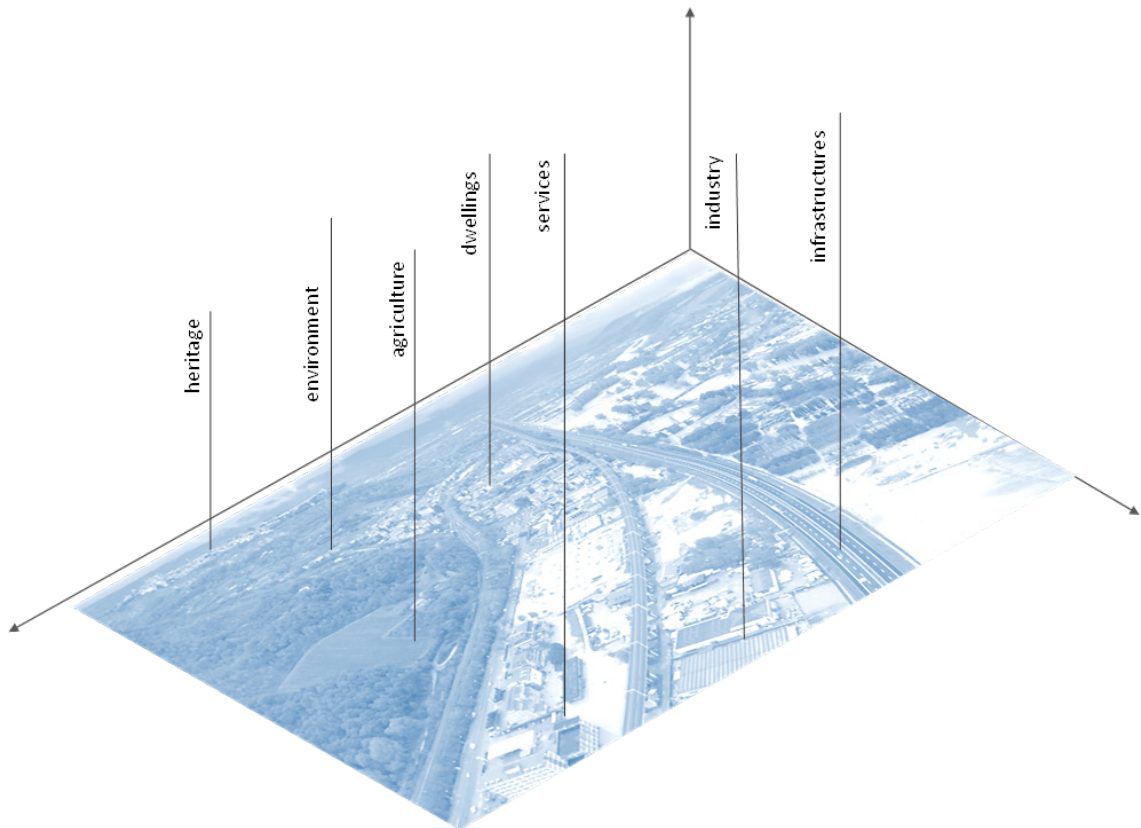 heritage
environment
agriculture
dwellings
services
industry
infrastructures